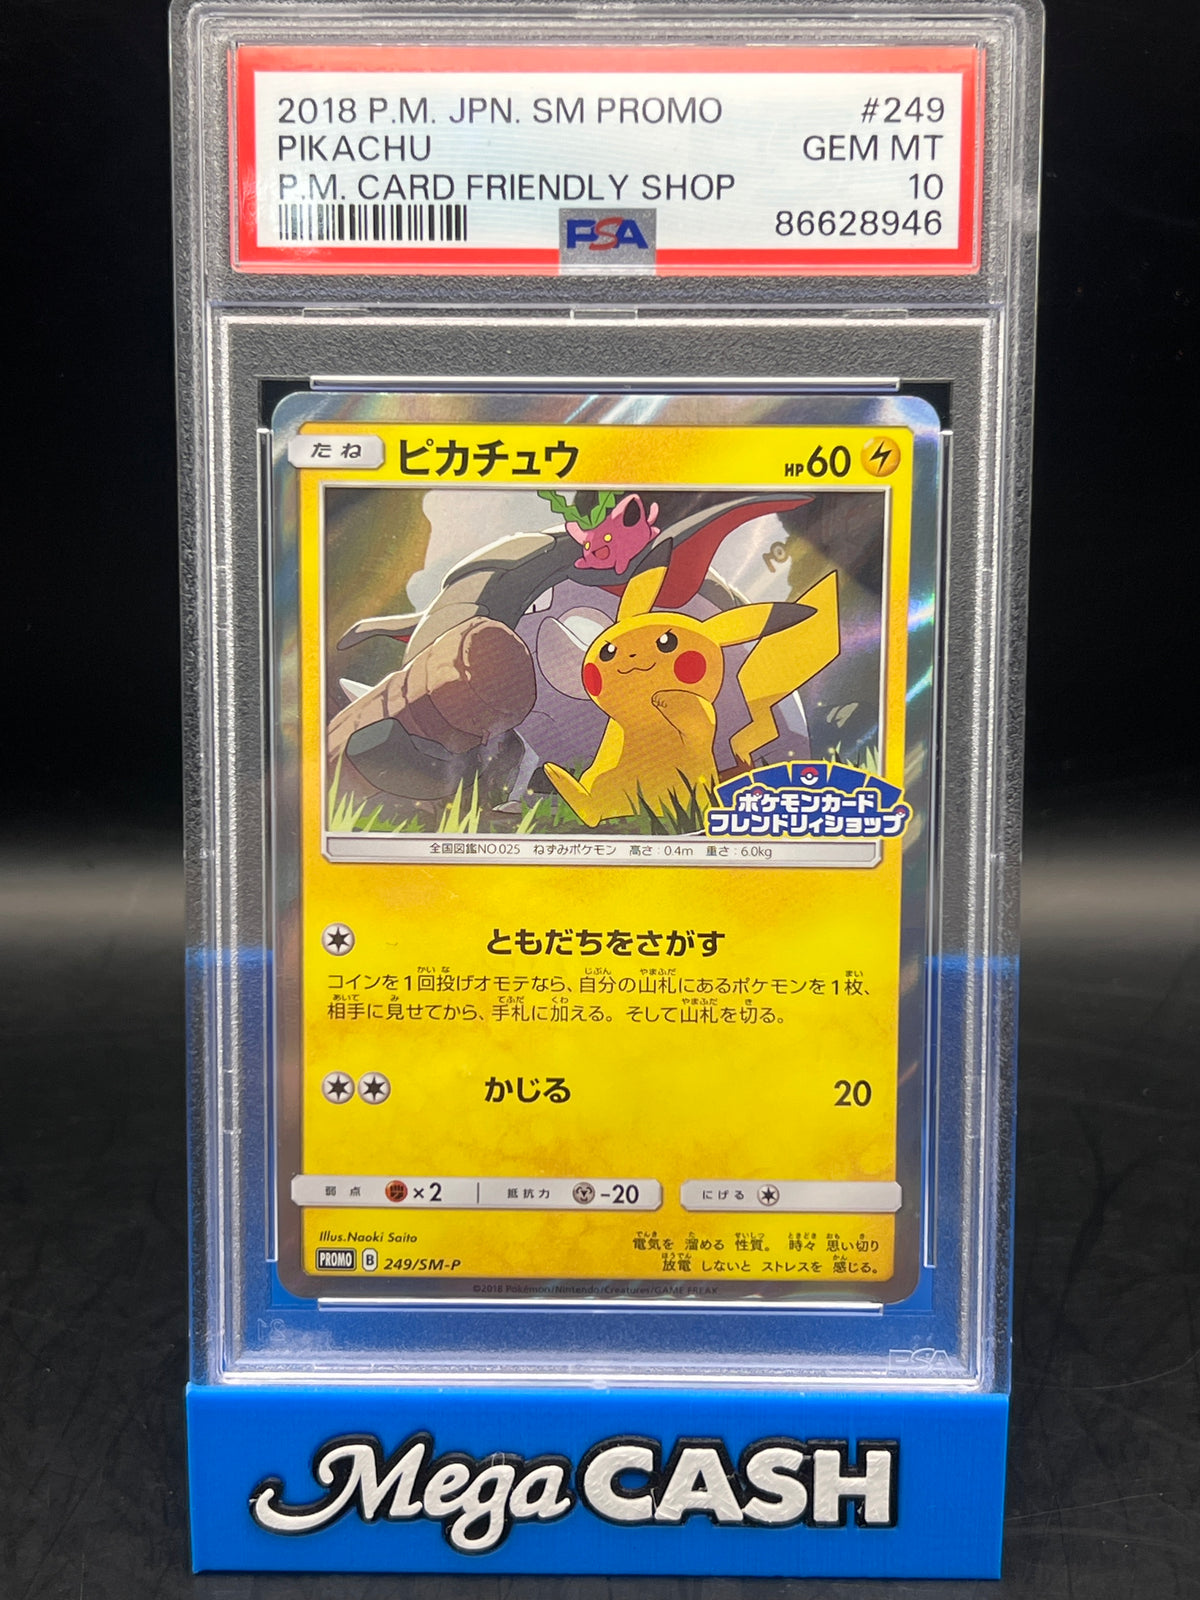 2018 P.M. JPN. SM PROMO #249
PIKACHU GEM MT
P.M. CARD FRIENDLY SHOP 10
86628946
PSA
たね ピカチュウ HP60
ポケモンカード
フレンドリィショップ
全国図鑑NO.025 ねずみポケモン 高さ:0.4m 重さ:6.0kg
ともだちをさがす
コインを1回投げオモテなら、自分の山札にあるポケモンを1枚、
相手に見せてから、手札に加える。そして山札を切る。
かじる 20
弱点 ×2 抵抗力 -20 にげる
Illus.Naoki Saito
電気を 溜める 性質。 時々 思い切り
放電 しないと ストレスを 感じる。
PROMO B 249/SM-P
©2018 Pokémon/Nintendo/Creatures/GAME FREAK
PSA
Mega CASH